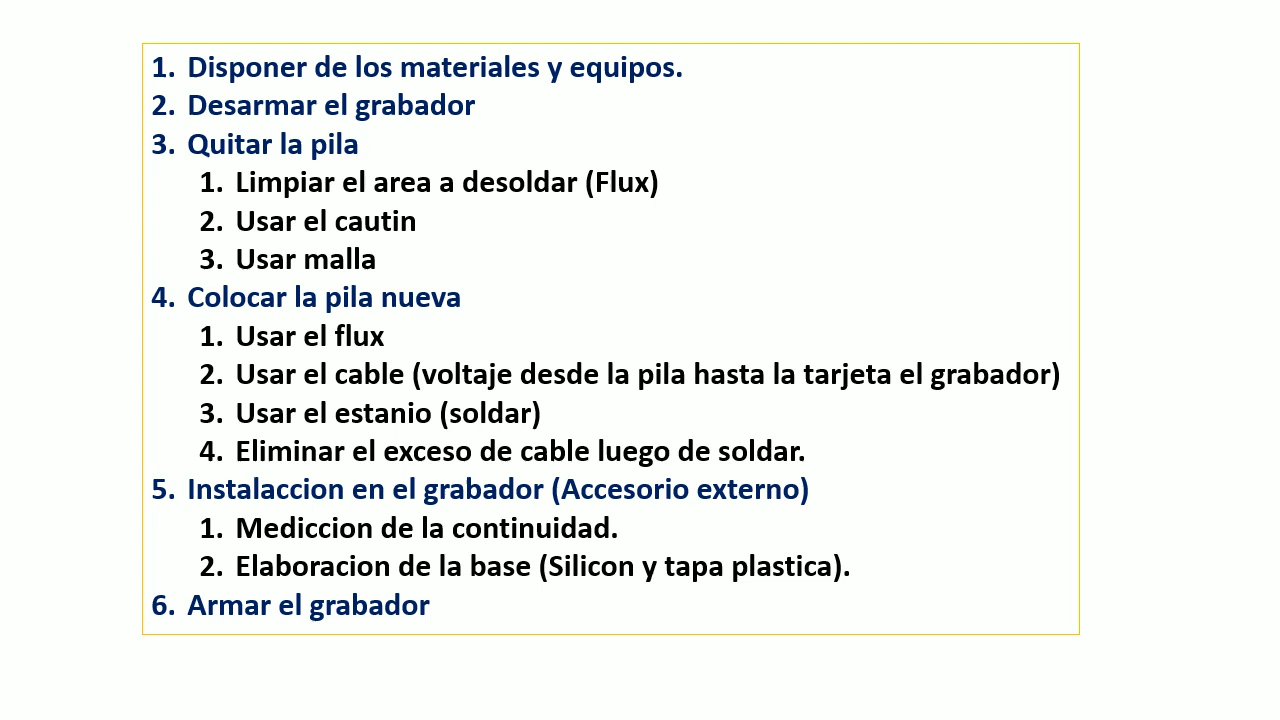 1. Disponer de los materiales y equipos.
2. Desarmar el grabador
3. Quitar la pila
1. Limpiar el area a desoldar (Flux)
2. Usar el cautin
3. Usar malla
4. Colocar la pila nueva
1. Usar el flux
2. Usar el cable (voltaje desde la pila hasta la tarjeta el grabador)
3. Usar el estanio (soldar)
4. Eliminar el exceso de cable luego de soldar.
5. Instalaccion en el grabador (Accesorio externo)
1. Mediccion de la continuidad.
2. Elaboracion de la base (Silicon y tapa plastica).
6. Armar el grabador